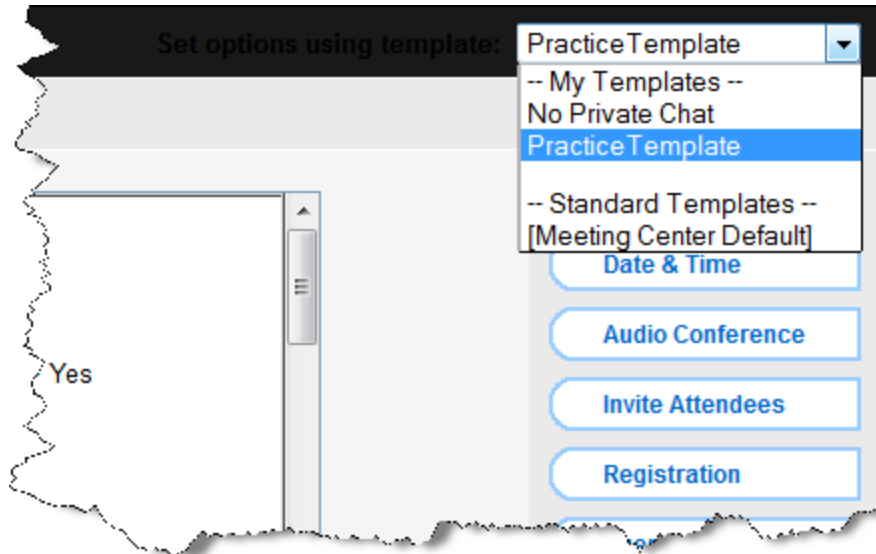 Set options using template: PracticeTemplate
-- My Templates --
No Private Chat
PracticeTemplate
-- Standard Templates --
[Meeting Center Default]
Date & Time
Audio Conference
Yes
Invite Attendees
Registration